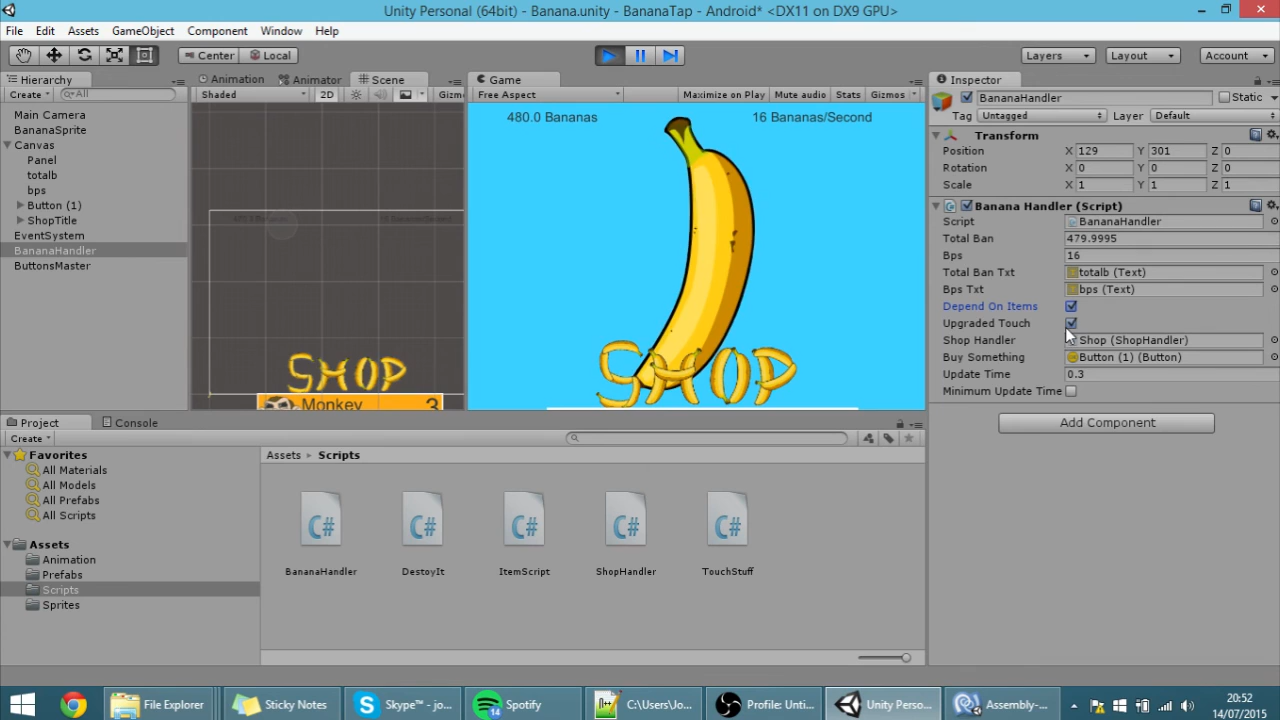 Unity Personal (64bit) - Banana.unity - BananaTap - Android* <DX11 on DX9 GPU>
File Edit Assets GameObject Component Window Help
Center Local Layers Layout Account
Hierarchy
Create All
Main Camera
BananaSprite
Canvas
Panel
totalb
bps
Button (1)
ShopTitle
EventSystem
BananaHandler
ButtonsMaster
Animation Animator Scene
Shaded 2D Gizm
SHOP
Monkey 3
Game
Free Aspect Maximize on Play Mute audio Stats Gizmos
480.0 Bananas 16 Bananas/Second
SHOP
Inspector
BananaHandler Static
Tag Untagged Layer Default
Transform
Position X 129 Y 301 Z 0
Rotation X 0 Y 0 Z 0
Scale X 1 Y 1 Z 1
Banana Handler (Script)
Script BananaHandler
Total Ban 479.9995
Bps 16
Total Ban Txt totalb (Text)
Bps Txt bps (Text)
Depend On Items
Upgraded Touch
Shop Handler Shop (ShopHandler)
Buy Something Button (1) (Button)
Update Time 0.3
Minimum Update Time
Add Component
Project Console
Create
Favorites
All Materials
All Models
All Prefabs
All Scripts
Assets
Animation
Prefabs
Scripts
Sprites
Assets Scripts
C# C# C# C# C#
BananaHandler DestoyIt ItemScript ShopHandler TouchStuff
File Explorer Sticky Notes Skype™ - jo... 14 Spotify C:\Users\Jo... Profile: Unti... Unity Perso... Assembly-...
20:52
14/07/2015